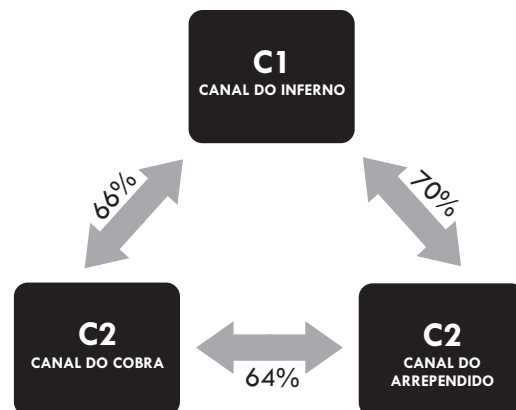 C1
CANAL DO INFERNO
66%
70%
C2
CANAL DO COBRA
64%
C2
CANAL DO
ARREPENDIDO